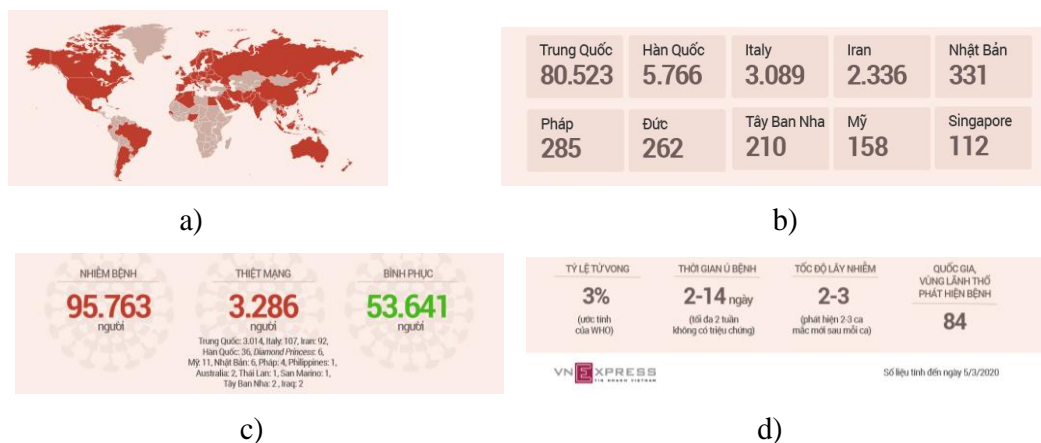 Trung Quốc Hàn Quốc Italy Iran Nhật Bản
80.523 5.766 3.089 2.336 331
Pháp Đức Tây Ban Nha Mỹ Singapore
285 262 210 158 112
a) b)
NHIỄM BỆNH THIỆT MẠNG BÌNH PHỤC
95.763 3.286 53.641
người người người
Trung Quốc: 3.014, Italy: 107, Iran: 92,
Hàn Quốc: 36, Diamond Princess: 6,
Mỹ: 11, Nhật Bản: 6, Pháp: 4, Philippines: 1,
Australia: 2, Thái Lan: 1, San Marino: 1,
Tây Ban Nha: 2 , Iraq: 2
TỶ LỆ TỬ VONG THỜI GIAN Ủ BỆNH TỐC ĐỘ LÂY NHIỄM QUỐC GIA,
VÙNG LÃNH THỔ
PHÁT HIỆN BỆNH
3% 2-14 ngày 2-3 84
(ước tính (tối đa 2 tuần (phát hiện 2-3 ca
của WHO) không có triệu chứng) mắc mới sau mỗi ca)
VNEXPRESS
TIN NHANH VIETNAM
Số liệu tính đến ngày 5/3/2020
c) d)